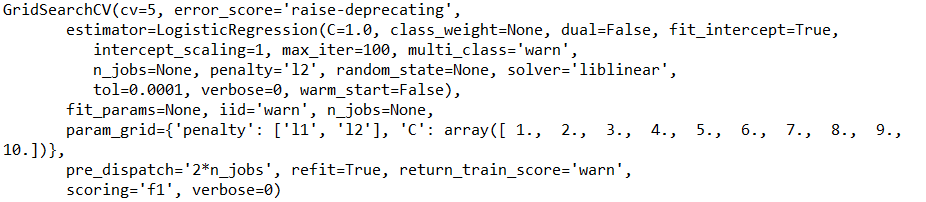 GridSearchCV(cv=5, error_score='raise-deprecating',
estimator=LogisticRegression(C=1.0, class_weight=None, dual=False, fit_intercept=True,
intercept_scaling=1, max_iter=100, multi_class='warn',
n_jobs=None, penalty='l2', random_state=None, solver='liblinear',
tol=0.0001, verbose=0, warm_start=False),
fit_params=None, iid='warn', n_jobs=None,
param_grid={'penalty': ['l1', 'l2'], 'C': array([ 1.,  2.,  3.,  4.,  5.,  6.,  7.,  8.,  9.,
10.])},
pre_dispatch='2*n_jobs', refit=True, return_train_score='warn',
scoring='f1', verbose=0)